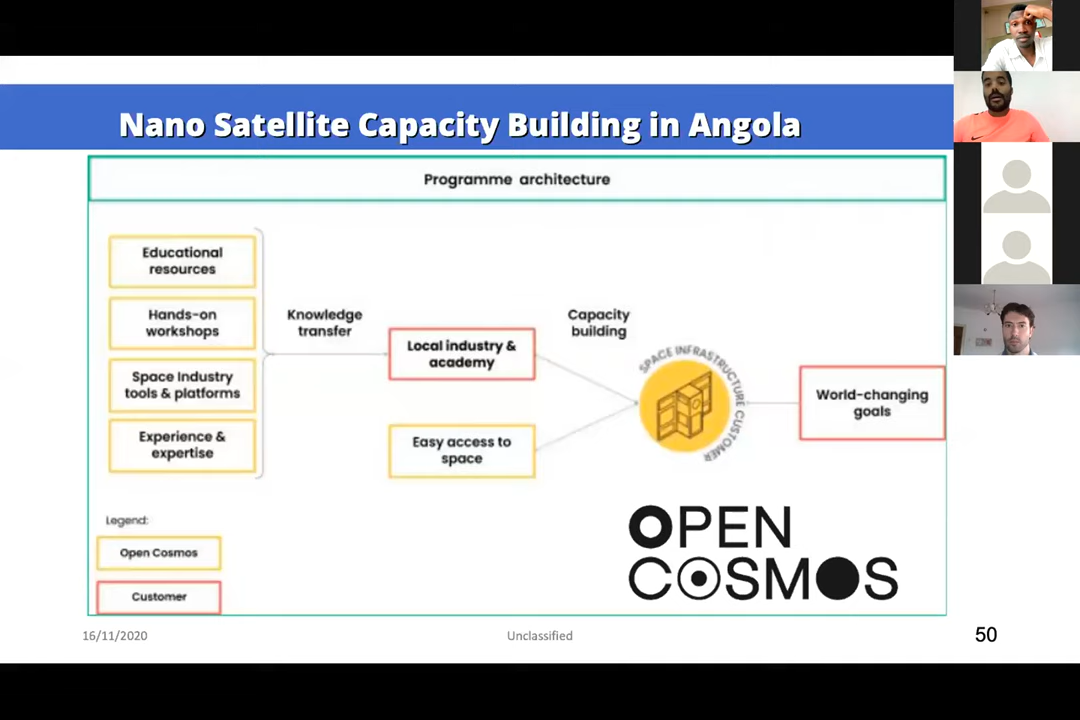 Nano Satellite Capacity Building in Angola
Programme architecture
Educational
resources
Hands-on
workshops
Space Industry
tools & platforms
Experience &
expertise
Knowledge
transfer
Local industry &
academy
Easy access to
space
Capacity
building
SPACE INFRASTRUCTURE CUSTOMER
World-changing
goals
Legend:
Open Cosmos
Customer
OPEN
COSMOS
16/11/2020
Unclassified
50